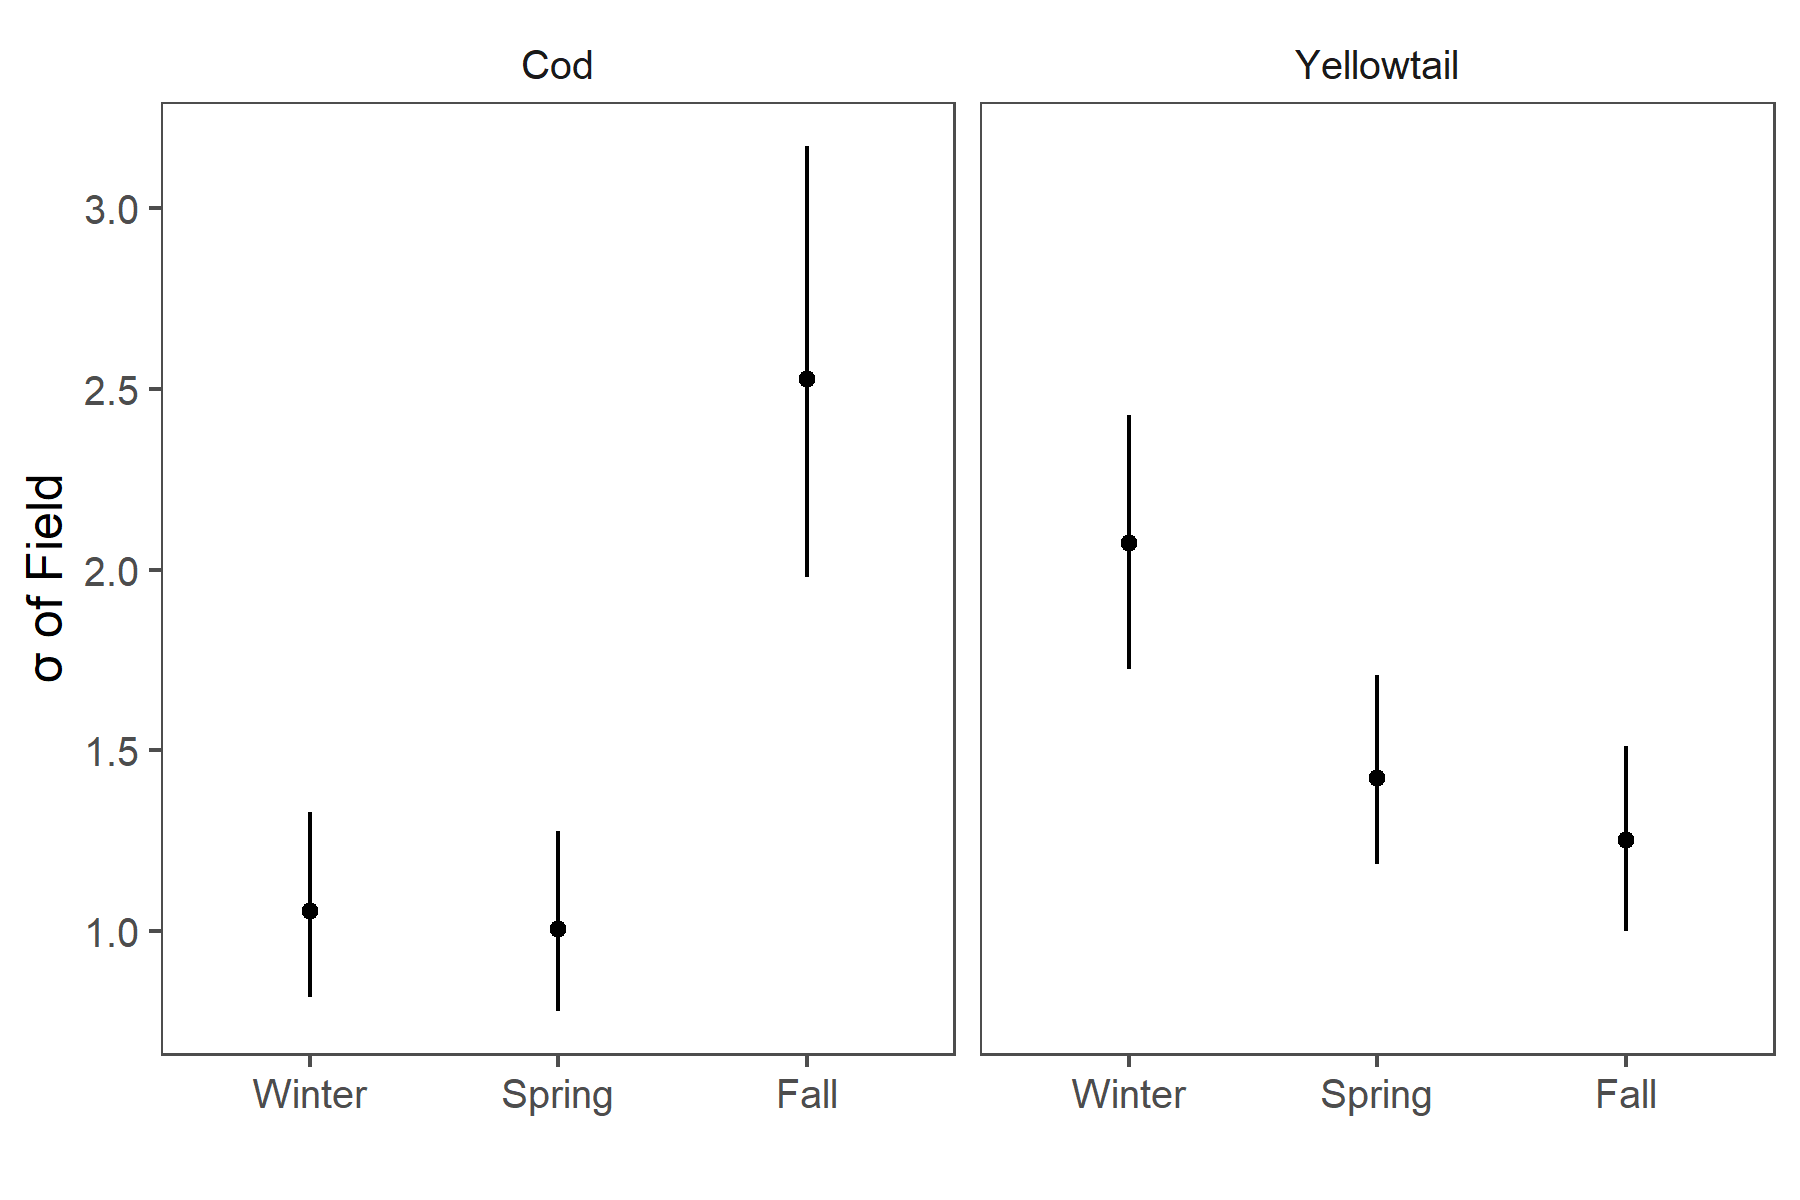 Cod
Yellowtail
σ of Field
3.0
2.5
2.0
1.5
1.0
Winter Spring Fall
Winter Spring Fall